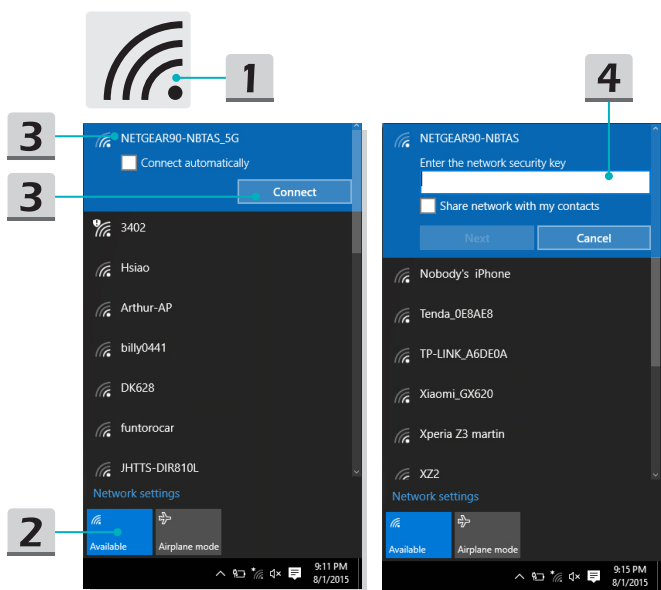 1
3
NETGEAR90-NBTAS_5G
Connect automatically
3
Connect
3402
Hsiao
Arthur-AP
billy0441
DK628
funtorocar
JHTTS-DIR810L
Network settings
2
Available
Airplane mode
9:11 PM
8/1/2015
4
NETGEAR90-NBTAS
Enter the network security key
Share network with my contacts
Next
Cancel
Nobody's iPhone
Tenda_0E8AE8
TP-LINK_A6DE0A
Xiaomi_GX620
Xperia Z3 martin
XZ2
Network settings
Available
Airplane mode
9:15 PM
8/1/2015